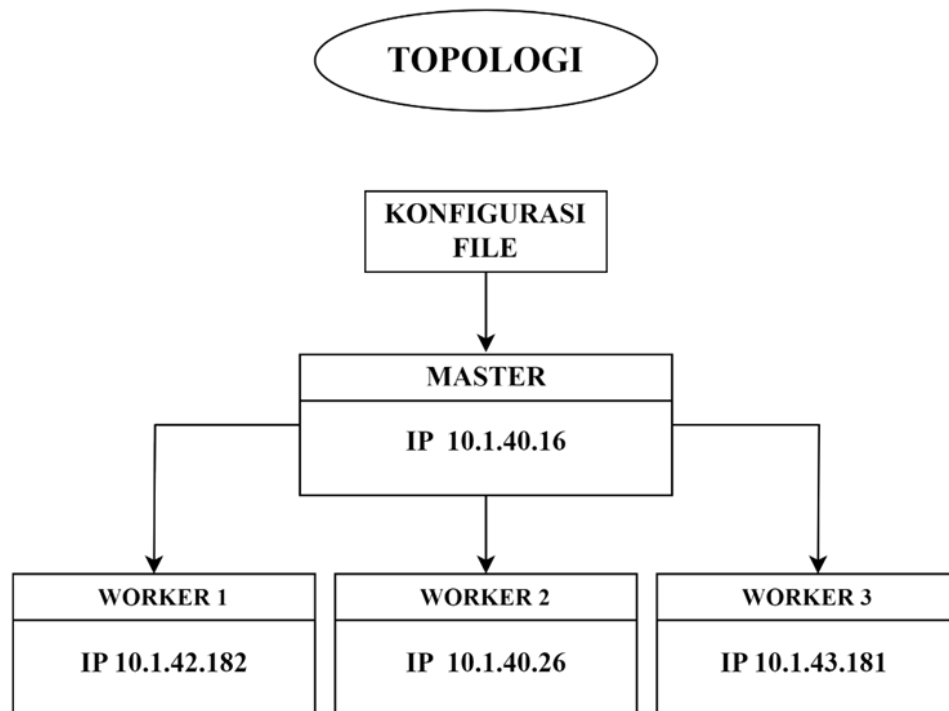 TOPOLOGI
KONFIGURASI
FILE
MASTER
IP 10.1.40.16
WORKER 1
IP 10.1.42.182
WORKER 2
IP 10.1.40.26
WORKER 3
IP 10.1.43.181